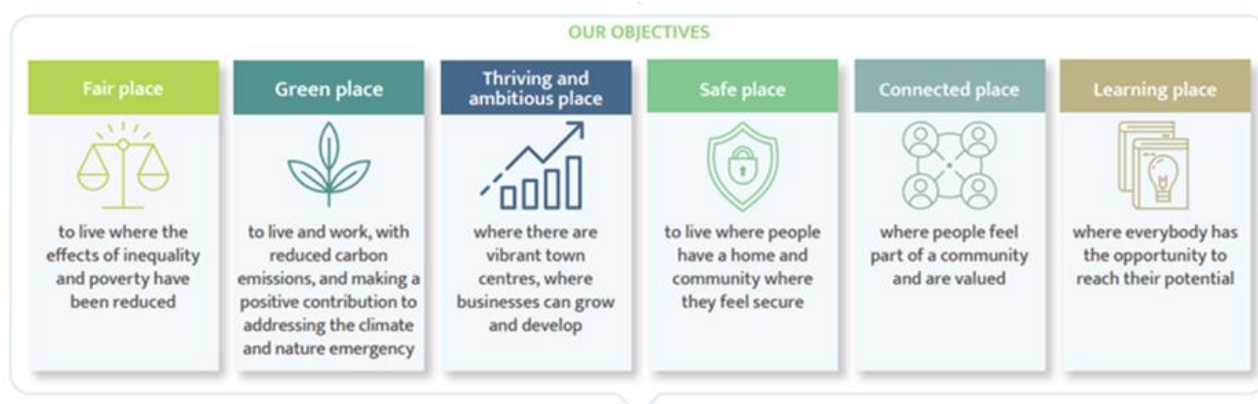 OUR OBJECTIVES
Fair place
to live where the
effects of inequality
and poverty have
been reduced
Green place
to live and work, with
reduced carbon
emissions, and making a
positive contribution to
addressing the climate
and nature emergency
Thriving and
ambitious place
where there are
vibrant town
centres, where
businesses can grow
and develop
Safe place
to live where people
have a home and
community where
they feel secure
Connected place
where people feel
part of a community
and are valued
Learning place
where everybody has
the opportunity to
reach their potential